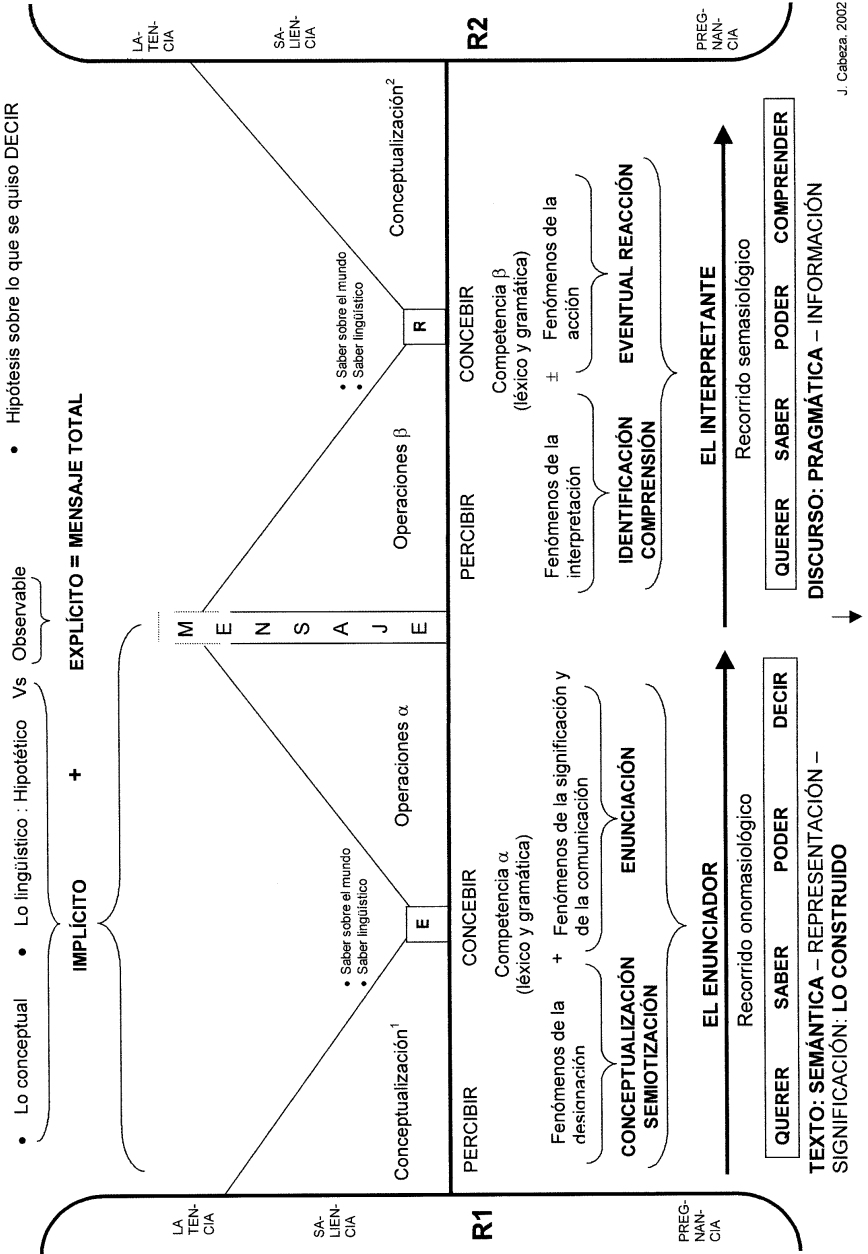 • Lo conceptual • Lo lingüístico : Hipotético Vs Observable • Hipótesis sobre lo que se quiso DECIR
IMPLÍCITO + EXPLÍCITO = MENSAJE TOTAL
LA
TEN-
CIA
SA-
LIEN-
CIA
R1
PREG-
NAN-
CIA
Conceptualización¹
• Saber sobre el mundo
• Saber lingüístico
E
Operaciones α
M
E
N
S
A
J
E
Operaciones β
• Saber sobre el mundo
• Saber lingüístico
R
Conceptualización²
LA-
TEN-
CIA
SA-
LIEN-
CIA
R2
PREG-
NAN-
CIA
PERCIBIR CONCEBIR
Competencia α
(léxico y gramática)
Fenómenos de la
designación
+
Fenómenos de la significación y
de la comunicación
CONCEPTUALIZACIÓN
SEMIOTIZACIÓN
ENUNCIACIÓN
EL ENUNCIADOR
Recorrido onomasiológico
QUERER SABER PODER DECIR
TEXTO: SEMÁNTICA – REPRESENTACIÓN –
SIGNIFICACIÓN: LO CONSTRUIDO
PERCIBIR CONCEBIR
Competencia β
(léxico y gramática)
Fenómenos de la
interpretación
±
Fenómenos de la
acción
IDENTIFICACIÓN
COMPRENSIÓN
EVENTUAL REACCIÓN
EL INTERPRETANTE
Recorrido semasiológico
QUERER SABER PODER COMPRENDER
DISCURSO: PRAGMÁTICA – INFORMACIÓN
J. Cabeza. 2002